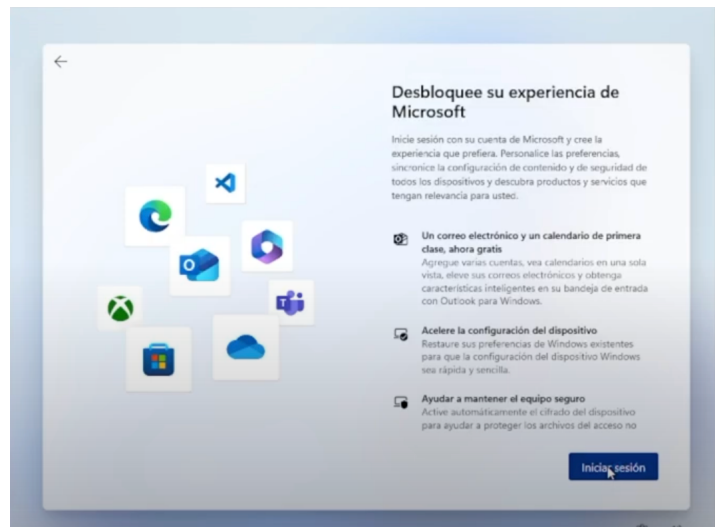 Desbloquee su experiencia de
Microsoft
Inicie sesión con su cuenta de Microsoft y cree la
experiencia que prefiera. Personalice las preferencias,
sincronice la configuración de contenido y de seguridad de
todos los dispositivos y descubra productos y servicios que
tengan relevancia para usted.
Un correo electrónico y un calendario de primera
clase, ahora gratis
Agregue varias cuentas, vea calendarios en una sola
vista, eleve sus correos electrónicos y obtenga
características inteligentes en su bandeja de entrada
con Outlook para Windows.
Acelere la configuración del dispositivo
Restaure sus preferencias de Windows existentes
para que la configuración del dispositivo Windows
sea rápida y sencilla.
Ayudar a mantener el equipo seguro
Active automáticamente el cifrado del dispositivo
para ayudar a proteger los archivos del acceso no
Iniciar sesión